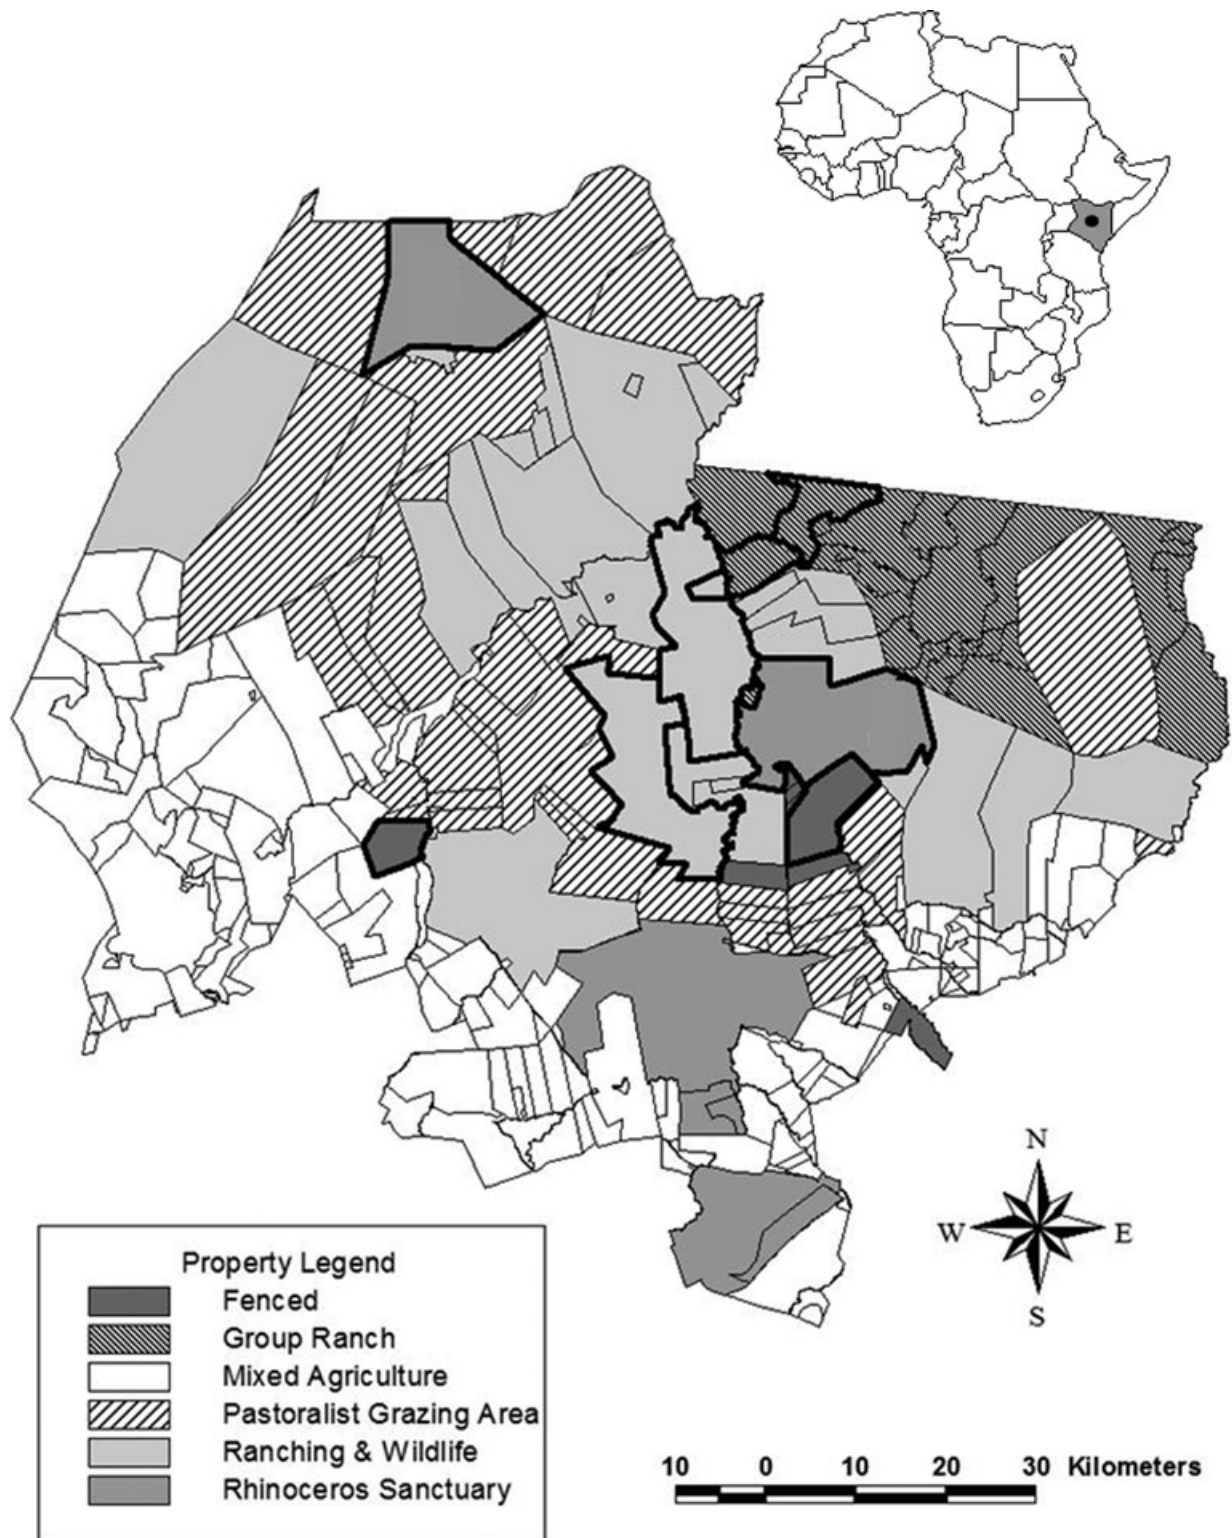 N
W E
S
Property Legend
Fenced
Group Ranch
Mixed Agriculture
Pastoralist Grazing Area
Ranching & Wildlife
Rhinoceros Sanctuary
10 0 10 20 30 Kilometers